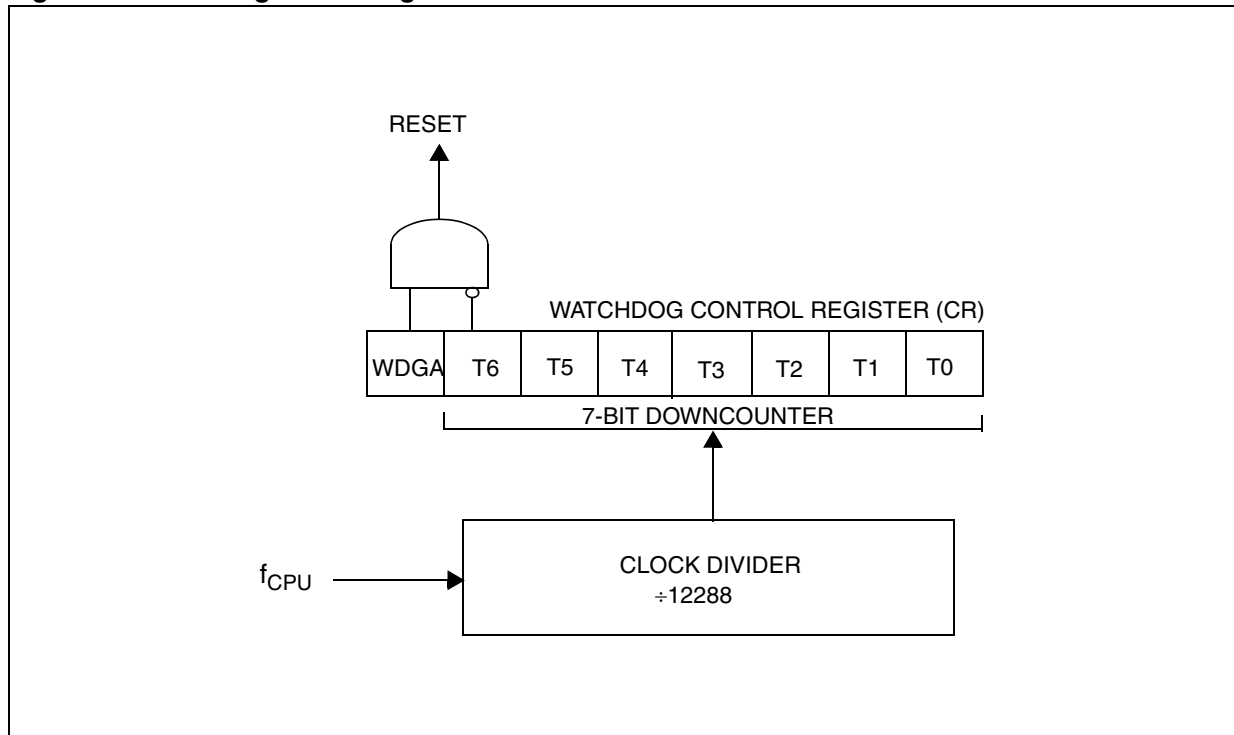 RESET
WATCHDOG CONTROL REGISTER (CR)
WDGA T6 T5 T4 T3 T2 T1 T0
7-BIT DOWNCOUNTER
fCPU
CLOCK DIVIDER
÷12288